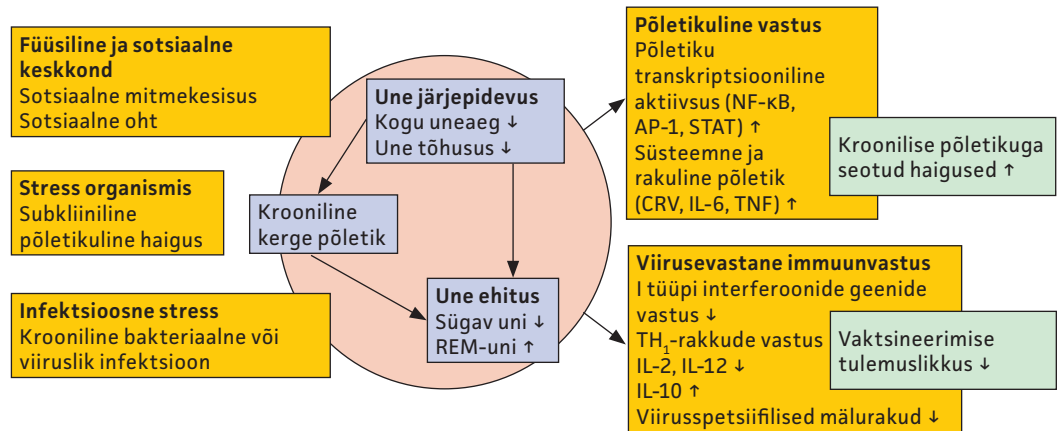 Füüsiline ja sotsiaalne
keskkond
Sotsiaalne mitmekesisus
Sotsiaalne oht
Stress organismis
Subkliiniline
põletikuline haigus
Infektsioosne stress
Krooniline bakteriaalne või
viiruslik infektsioon
Une järjepidevus
Kogu uneaeg ↓
Une tõhusus ↓
Krooniline
kerge põletik
Une ehitus
Sügav uni ↓
REM-uni ↑
Põletikuline vastus
Põletiku
transkriptsiooniline
aktiivsus (NF-κB,
AP-1, STAT) ↑
Süsteemne ja
rakuline põletik
(CRV, IL-6, TNF) ↑
Kroonilise põletikuga
seotud haigused ↑
Viirusevastane immuunvastus
I tüüpi interferoonide geenide
vastus ↓
TH₁-rakkude vastus
IL-2, IL-12 ↓
IL-10 ↑
Viirusspetsiifilised mälurakud ↓
Vaktsineerimise
tulemuslikkus ↓